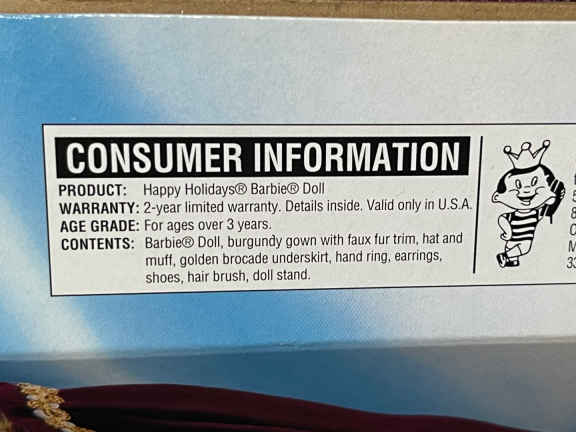 CONSUMER INFORMATION
PRODUCT: Happy Holidays® Barbie® Doll
WARRANTY: 2-year limited warranty. Details inside. Valid only in U.S.A.
AGE GRADE: For ages over 3 years.
CONTENTS: Barbie® Doll, burgundy gown with faux fur trim, hat and
muff, golden brocade underskirt, hand ring, earrings,
shoes, hair brush, doll stand.